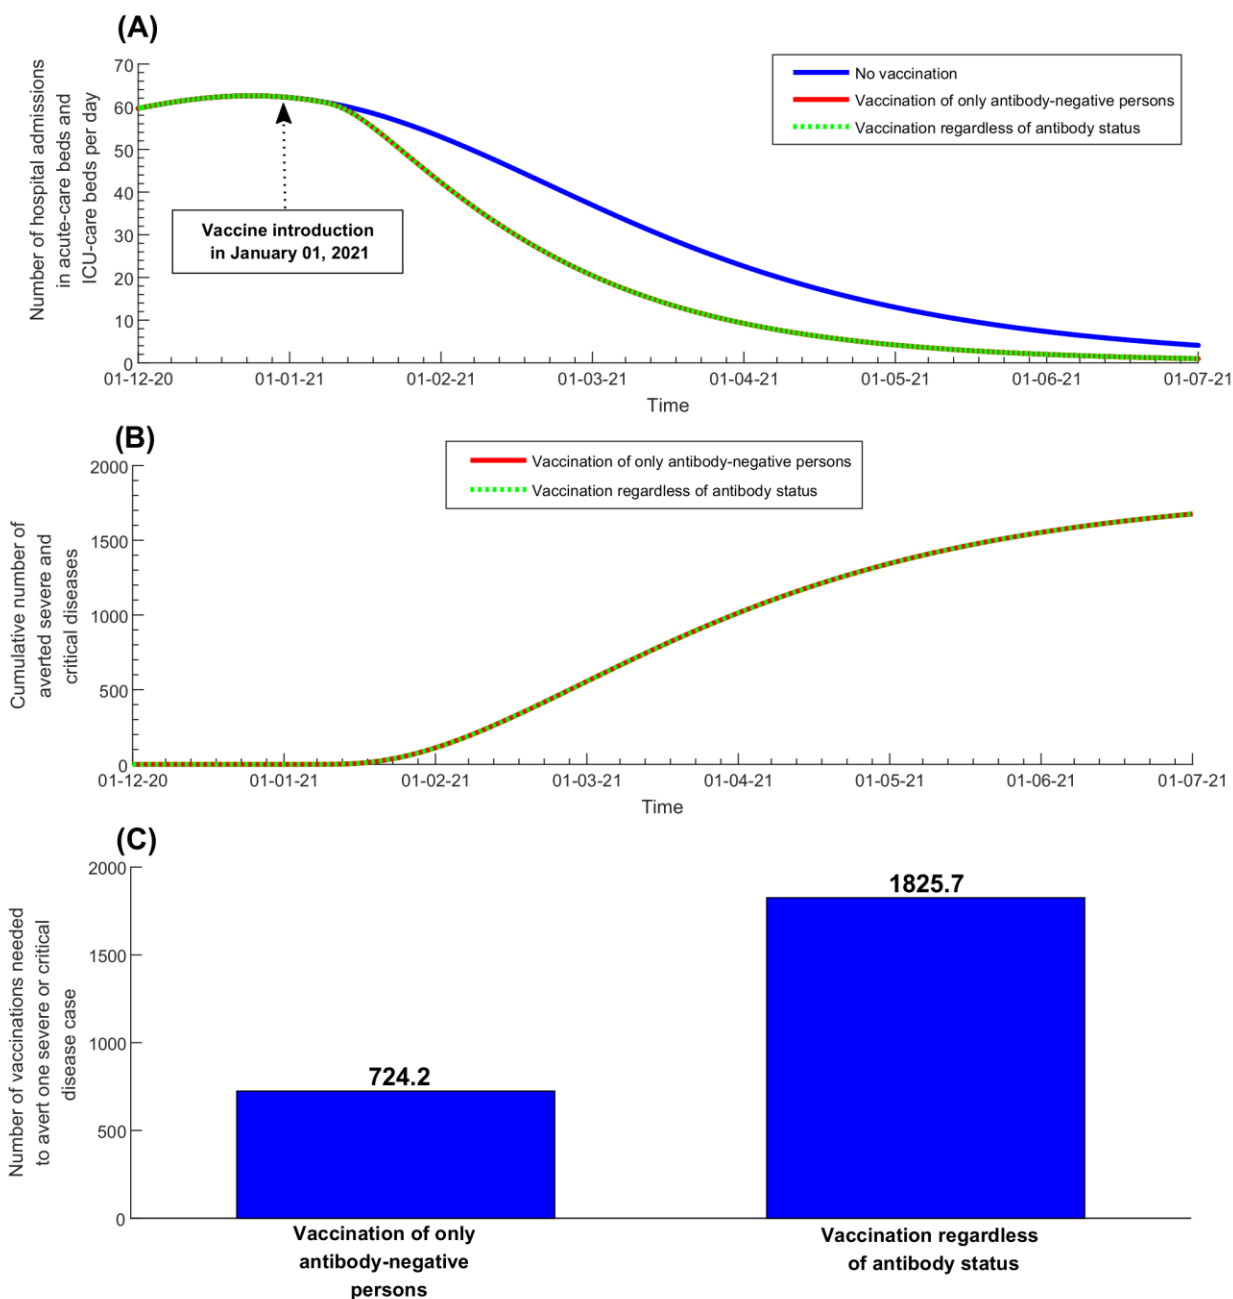 (A)
Number of hospital admissions
in acute-care beds and
ICU-care beds per day
70
60
50
40
30
20
10
0
No vaccination
Vaccination of only antibody-negative persons
Vaccination regardless of antibody status
Vaccine introduction
in January 01, 2021
01-12-20 01-01-21 01-02-21 01-03-21 01-04-21 01-05-21 01-06-21 01-07-21
Time
(B)
Cumulative number of
averted severe and
critical diseases
2000
1500
1000
500
0
Vaccination of only antibody-negative persons
Vaccination regardless of antibody status
01-12-20 01-01-21 01-02-21 01-03-21 01-04-21 01-05-21 01-06-21 01-07-21
Time
(C)
Number of vaccinations needed
to avert one severe or critical
disease case
2000
1500
1000
500
0
724.2
1825.7
Vaccination of only
antibody-negative
persons
Vaccination regardless
of antibody status